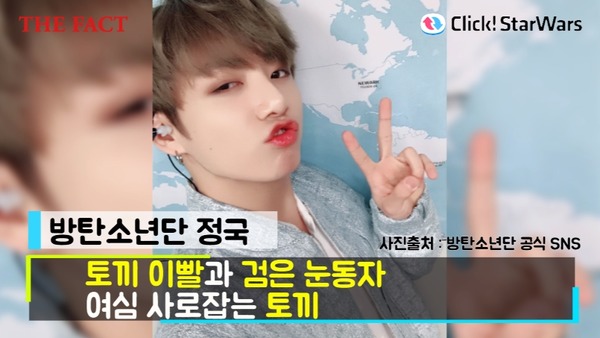 THE FACT
Click! StarWars
방탄소년단 정국
사진출처 : 방탄소년단 공식 SNS
토끼 이빨과 검은 눈동자
여심 사로잡는 토끼